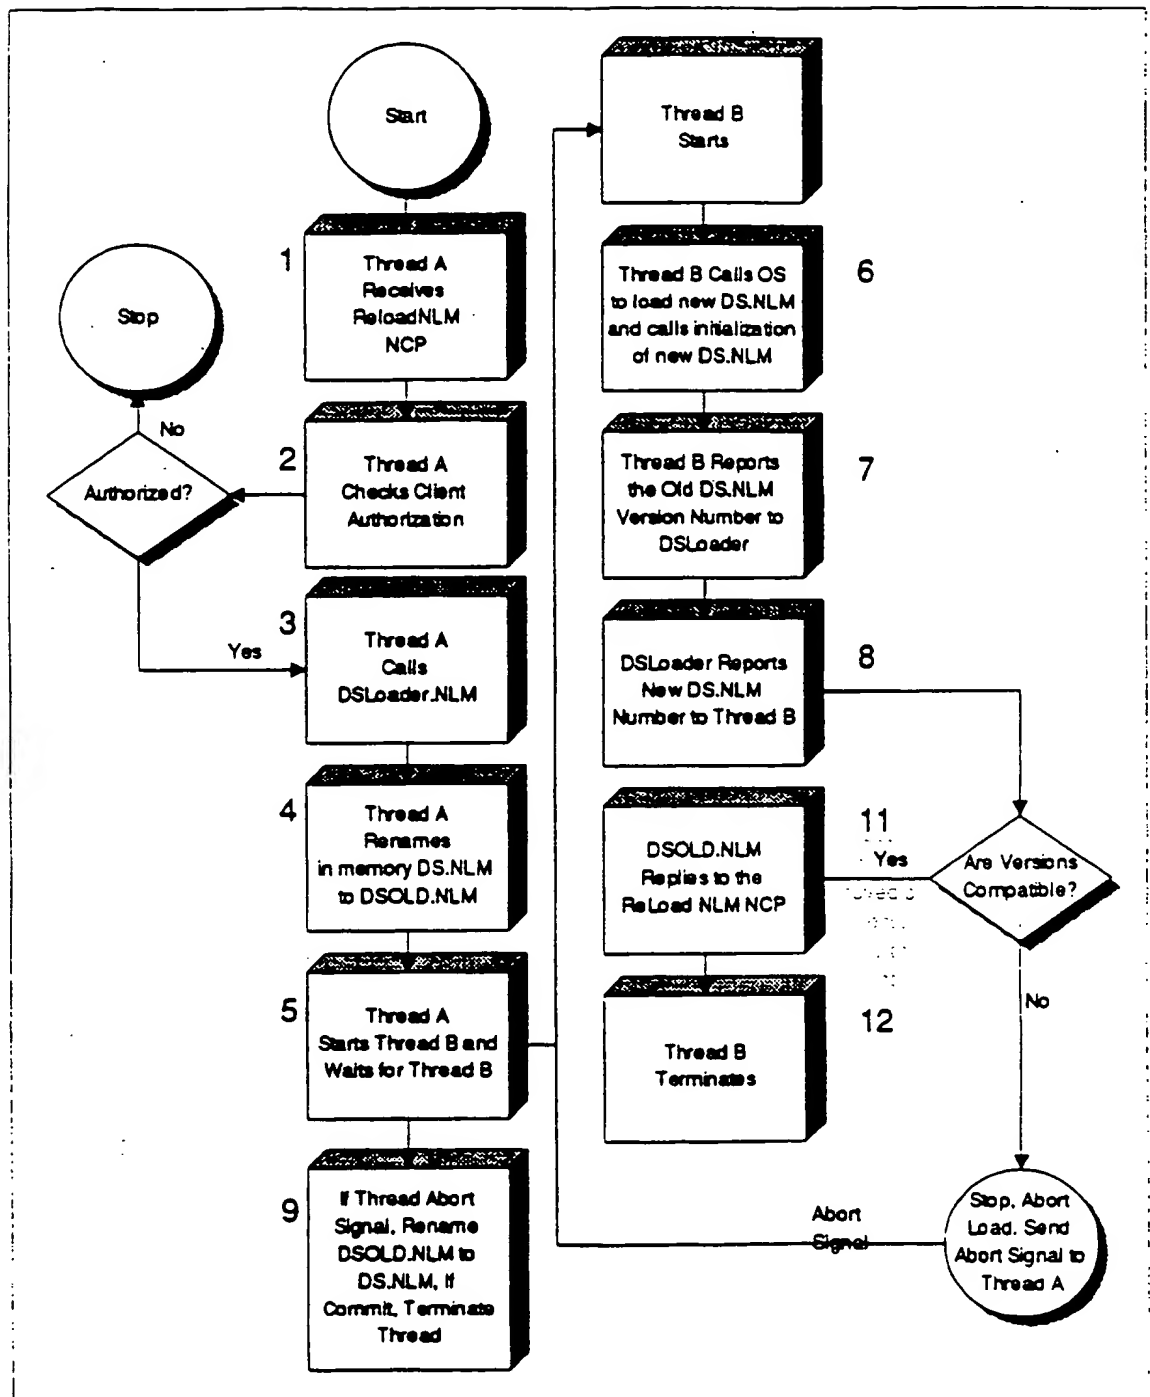 Start
1
Thread A
Receives
ReloadNLM
NCP
Stop
No
Authorized?
2
Thread A
Checks Client
Authorization
Yes
3
Thread A
Calls
DSLoader.NLM
4
Thread A
Renames
in memory DS.NLM
to DSOLD.NLM
5
Thread A
Starts Thread B and
Waits for Thread B
9
If Thread Abort
Signal, Rename
DSOLD.NLM to
DS.NLM, If
Commit, Terminate
Thread
Thread B
Starts
6
Thread B Calls OS
to load new DS.NLM
and calls initialization
of new DS.NLM
7
Thread B Reports
the Old DS.NLM
Version Number to
DSLoader
8
DSLoader Reports
New DS.NLM
Number to Thread B
Are Versions
Compatible?
11
Yes
DSOLD.NLM
Replies to the
ReLoad NLM NCP
12
Thread B
Terminates
No
Stop, Abort
Load. Send
Abort Signal to
Thread A
Abort
Signal